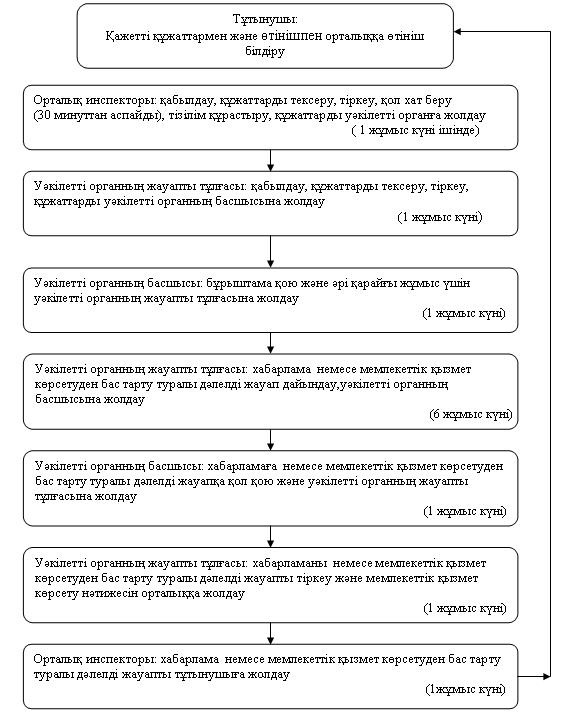 Тұтынушы:
Қажетті құжаттармен және өтінішпен орталыққа өтініш
білдіру
Орталық инспекторы: қабылдау, құжаттарды тексеру, тіркеу, қол хат беру
(30 минуттан аспайды), тізілім құрастыру, құжаттарды уәкілетті органға жолдау
( 1 жұмыс күні ішінде)
Уәкілетті органның жауапты тұлғасы: қабылдау, құжаттарды тексеру, тіркеу,
құжаттарды уәкілетті органның басшысына жолдау
(1 жұмыс күні)
Уәкілетті органның басшысы: бұрыштама қою және әрі қарайғы жұмыс үшін
уәкілетті органның жауапты тұлғасына жолдау
(1 жұмыс күні)
Уәкілетті органның жауапты тұлғасы: хабарлама немесе мемлекеттік қызмет
көрсетуден бас тарту туралы дәлелді жауап дайындау,уәкілетті органның
басшысына жолдау
(6 жұмыс күні)
Уәкілетті органның басшысы: хабарламаға немесе мемлекеттік қызмет көрсетуден
бас тарту туралы дәлелді жауапқа қол қою және уәкілетті органның жауапты
тұлғасына жолдау
(1 жұмыс күні)
Уәкілетті органның жауапты тұлғасы: хабарламаны немесе мемлекеттік қызмет
көрсетуден бас тарту туралы дәлелді жауапты тіркеу және мемлекеттік қызмет
көрсету нәтижесін орталыққа жолдау
(1 жұмыс күні)
Орталық инспекторы: хабарлама немесе мемлекеттік қызмет көрсетуден бас тарту
туралы дәлелді жауапты тұтынушыға жолдау
(1жұмыс күні)